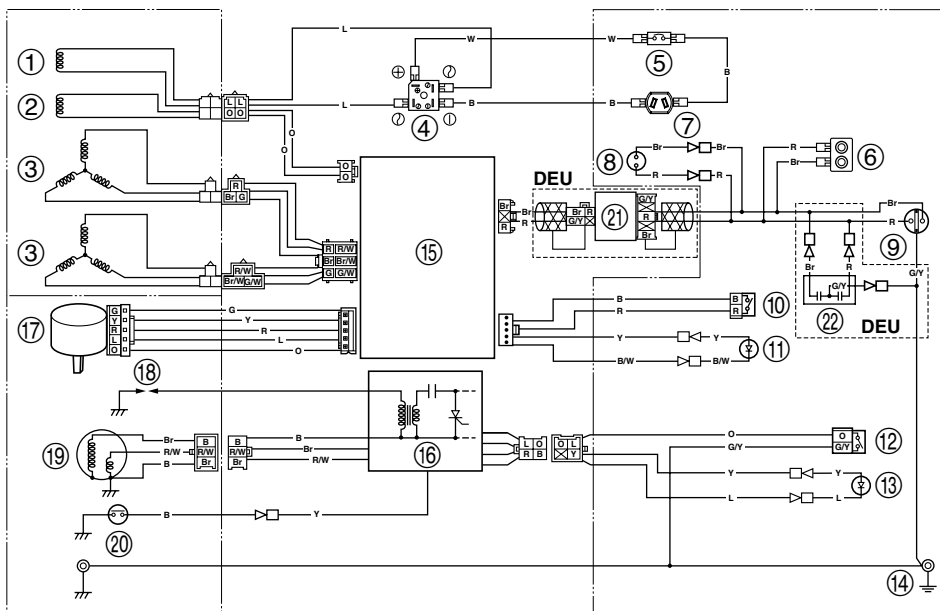 L
W W
① ⑤
B
② L L
O O
L B B
④
⑦
O
⑧ Br Br R ⑥
R R Br
③ O
O
DEU
R
Br G
Br
R
Br
R
Br R
G/Y
㉑
G/Y
R
Br
Br
R
⑨
G/Y
③ R R/W
Br Br/W
G G/W
⑮
R/W
Br/W G/W
Br R
G/Y
㉒ DEU
B B
R R
⑩
⑰ G
Y
R
L
O
G
Y
R
L
O
Y Y
⑪
B/W B/W
⑱
⑲ Br
R/W
B
B
R/W
Br
B
R/W
Br
B
Br
R/W
⑯
L O
R B
O L
Y
O O
G/Y G/Y
⑫
Y Y
⑬
L L
⑳ B Y
⑭